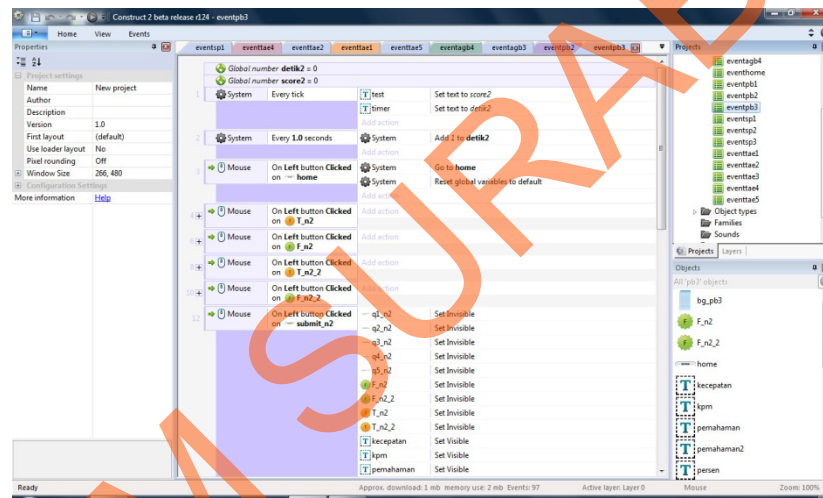 Construct 2 beta release r124 - eventpb3
Home View Events
Properties
Project settings
Name New project
Author
Description
Version 1.0
First layout (default)
Use loader layout No
Pixel rounding Off
Window Size 266, 480
Configuration Settings
More information Help
eventsp1 eventtae4 eventtae2 eventtae1 eventtae5 eventagb4 eventagb3 eventpb2 eventpb3
Global number detik2 = 0
Global number score2 = 0
1 System Every tick T test Set text to score2
T timer Set text to detik2
Add action
2 System Every 1.0 seconds System Add 1 to detik2
Add action
3 Mouse On Left button Clicked on home System Go to home
System Reset global variables to default
Add action
4 Mouse On Left button Clicked on T_n2 Add action
6 Mouse On Left button Clicked on F_n2 Add action
8 Mouse On Left button Clicked on T_n2_2 Add action
10 Mouse On Left button Clicked on F_n2_2 Add action
12 Mouse On Left button Clicked on submit_n2 q1_n2 Set Invisible
q2_n2 Set Invisible
q3_n2 Set Invisible
q4_n2 Set Invisible
q5_n2 Set Invisible
F_n2 Set Invisible
F_n2_2 Set Invisible
T_n2 Set Invisible
T_n2_2 Set Invisible
T kecepatan Set Visible
T kpm Set Visible
T pemahaman Set Visible
Projects
eventagb4
eventhome
eventpb1
eventpb2
eventpb3
eventsp1
eventsp2
eventsp3
eventtae1
eventtae2
eventtae3
eventtae4
eventtae5
Object types
Families
Sounds
Projects Layers
Objects
All 'pb3' objects
bg_pb3
F F_n2
F F_n2_2
home
T kecepatan
T kpm
T pemahaman
T pemahaman2
T persen
Ready Approx. download: 1 mb memory use: 2 mb Events: 97 Active layer: Layer 0 Mouse Zoom: 100%
M SURAB